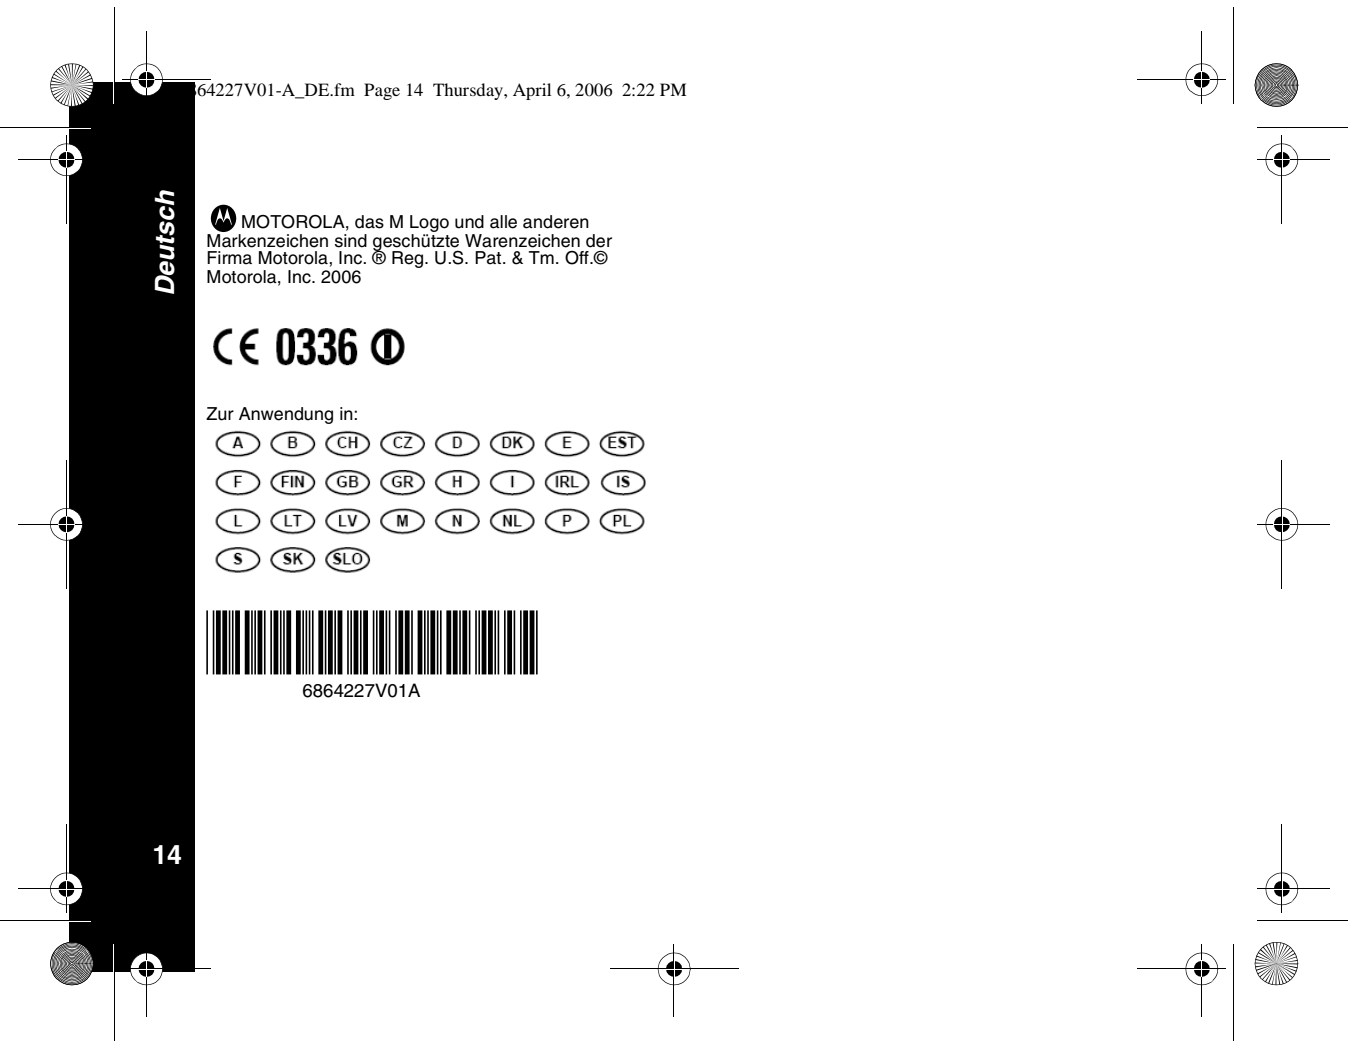 64227V01-A_DE.fm Page 14 Thursday, April 6, 2006 2:22 PM
Deutsch
MOTOROLA, das M Logo und alle anderen
Markenzeichen sind geschützte Warenzeichen der
Firma Motorola, Inc. ® Reg. U.S. Pat. & Tm. Off.©
Motorola, Inc. 2006
CE 0336
Zur Anwendung in:
A B CH CZ D DK E EST
F FIN GB GR H I IRL IS
L LT LV M N NL P PL
S SK SLO
6864227V01A
14